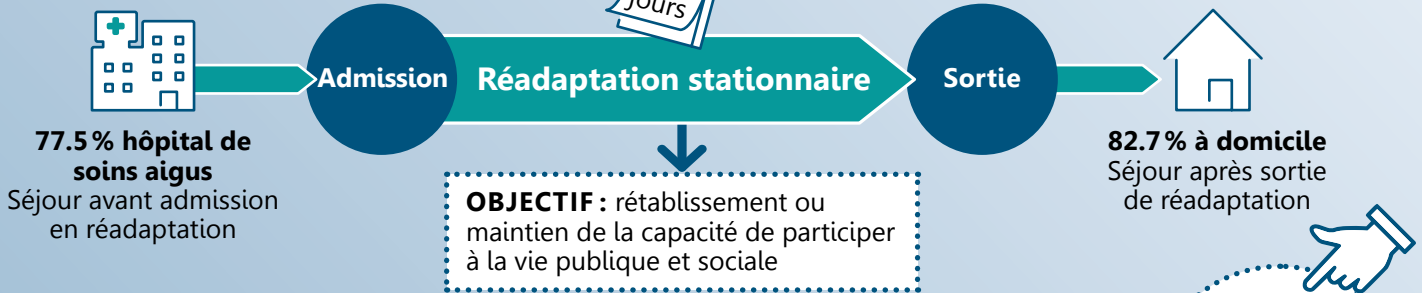 jours
Admission
Réadaptation stationnaire
Sortie
77.5% hôpital de
soins aigus
Séjour avant admission
en réadaptation
OBJECTIF : rétablissement ou
maintien de la capacité de participer
à la vie publique et sociale
82.7% à domicile
Séjour après sortie
de réadaptation